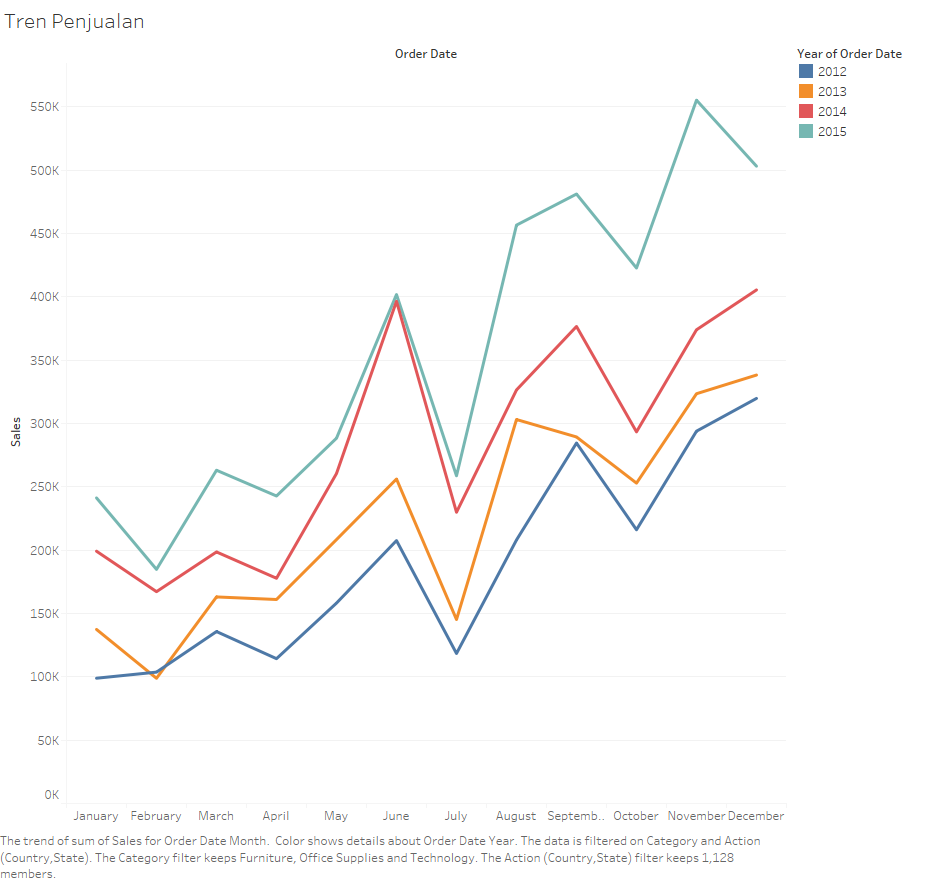 Tren Penjualan
Order Date
Year of Order Date
2012
2013
2014
2015
550K
500K
450K
400K
350K
300K
250K
200K
150K
100K
50K
0K
Sales
January February March April May June July August Septemb.. October November December
The trend of sum of Sales for Order Date Month.  Color shows details about Order Date Year. The data is filtered on Category and Action
(Country,State). The Category filter keeps Furniture, Office Supplies and Technology. The Action (Country,State) filter keeps 1,128
members.